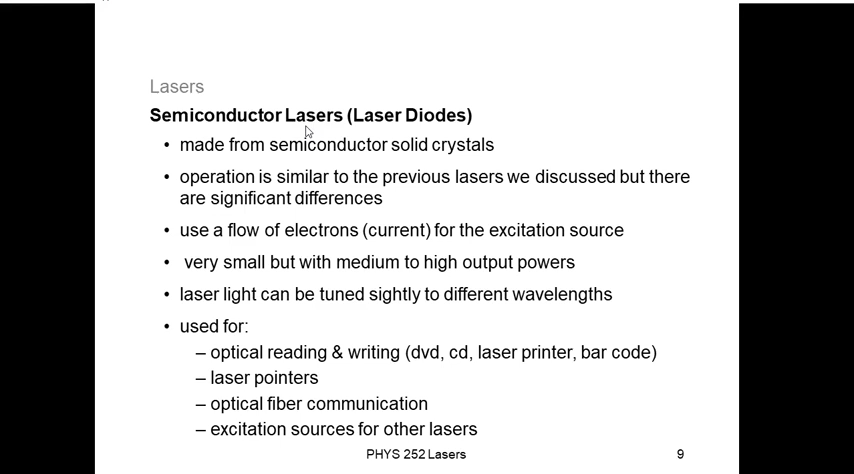 Lasers
Semiconductor Lasers (Laser Diodes)
• made from semiconductor solid crystals
• operation is similar to the previous lasers we discussed but there
are significant differences
• use a flow of electrons (current) for the excitation source
• very small but with medium to high output powers
• laser light can be tuned sightly to different wavelengths
• used for:
– optical reading & writing (dvd, cd, laser printer, bar code)
– laser pointers
– optical fiber communication
– excitation sources for other lasers
PHYS 252 Lasers 9